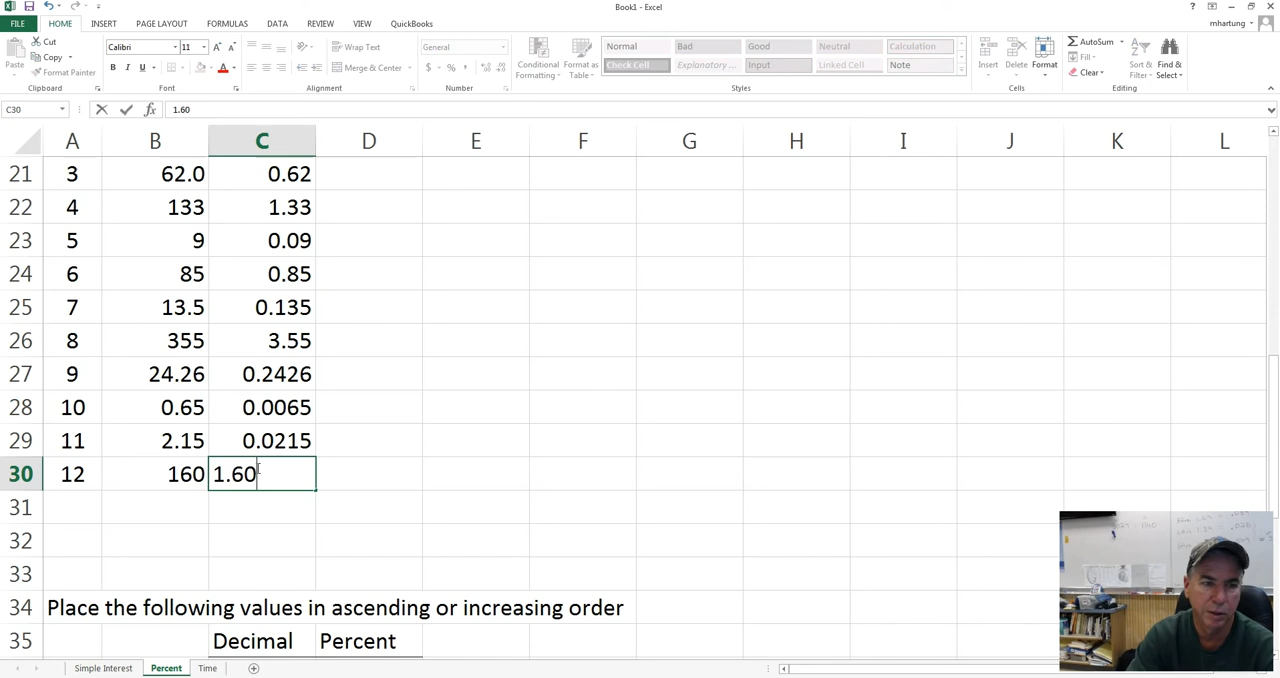 Book1 - Excel
FILE HOME INSERT PAGE LAYOUT FORMULAS DATA REVIEW VIEW QuickBooks mhartung
Paste Cut Copy Format Painter Clipboard
Calibri 11 B I U A Font
Wrap Text Merge & Center Alignment
General $ % , Number
Conditional Formatting Format as Table
Normal Bad Good Neutral Calculation
Check Cell Explanatory ... Input Linked Cell Note
Styles
Insert Delete Format Cells
AutoSum Fill Clear Sort & Filter Find & Select Editing
C30 fx 1.60
A B C D E F G H I J K L
21 3 62.0 0.62
22 4 133 1.33
23 5 9 0.09
24 6 85 0.85
25 7 13.5 0.135
26 8 355 3.55
27 9 24.26 0.2426
28 10 0.65 0.0065
29 11 2.15 0.0215
30 12 160 1.60
31
32
33
34 Place the following values in ascending or increasing order
35 Decimal Percent
Simple Interest Percent Time